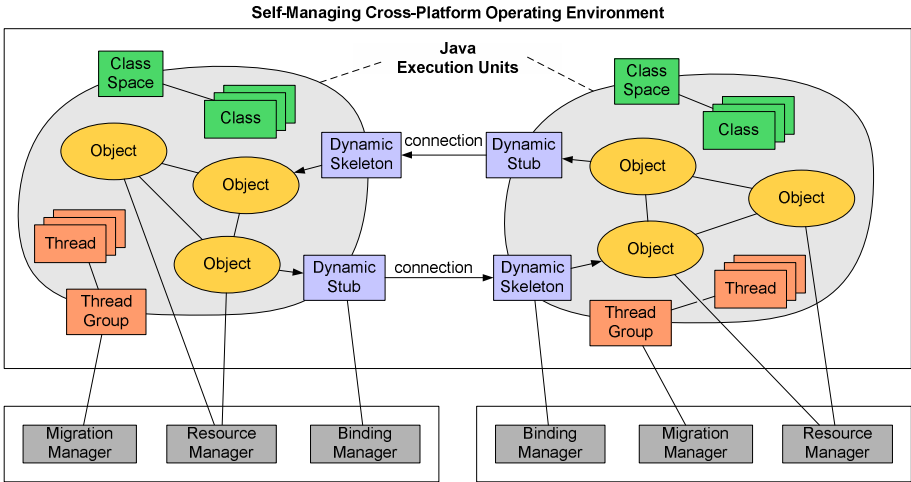 Self-Managing Cross-Platform Operating Environment
Java
Execution Units
Class
Space
Class
Object
Object
Object
Thread
Thread
Group
Dynamic
Skeleton
connection
Dynamic
Stub
Dynamic
Stub
connection
Dynamic
Skeleton
Class
Space
Class
Object
Object
Object
Thread
Thread
Group
Migration
Manager
Resource
Manager
Binding
Manager
Binding
Manager
Migration
Manager
Resource
Manager